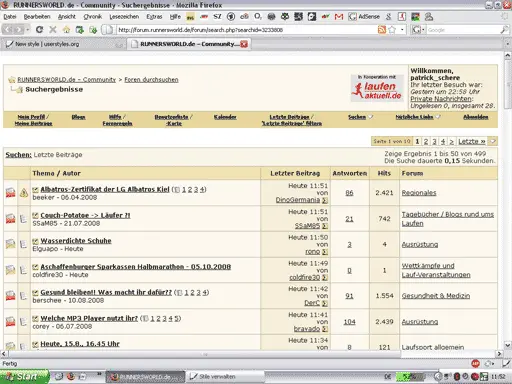 RUNNERSWORLD.de - Community - Suchergebnisse - Mozilla Firefox
Datei Bearbeiten Ansicht Chronik Lesezeichen Extras Hilfe
http://forum.runnersworld.de/forum/search.php?searchid=3233808
New style | userstyles.org
RUNNERSWORLD.de - Community -...
RUNNERSWORLD.de - Community > Foren durchsuchen
Suchergebnisse
In Kooperation mit
laufen
aktuell.de
Willkommen,
patrick_schere
Ihr letzter Besuch war:
Gestern um 22:58 Uhr
Private Nachrichten:
Ungelesen 0, insgesamt 28.
Mein Profil / Meine Beiträge
Blogs
Hilfe / Forenregeln
Benutzerliste / -Karte
Kalender
Letzte Beiträge / 'Letzte Beiträge' filtern
Suchen
Nützliche Links
Abmelden
Seite 1 von 10 1 2 3 4 > Letzte »
Suchen: Letzte Beiträge
Zeige Ergebnis 1 bis 50 von 499
Die Suche dauerte 0,15 Sekunden.
Thema / Autor Letzter Beitrag Antworten Hits Forum
Albatros-Zertifikat der LG Albatros Kiel ( 1 2 3 4)
beeker - 06.04.2008
Heute 11:51
von
DinoGermania
86 2.421 Regionales
Couch-Potatoe -> Läufer ?!
SSaM85 - 21.07.2008
Heute 11:51
von
SSaM85
21 742 Tagebücher / Blogs rund ums Laufen
Wasserdichte Schuhe
Elguapo - Heute
Heute 11:50
von
rono
3 4 Ausrüstung
Aschaffenburger Sparkassen Halbmarathon - 05.10.2008
coldfire30 - Heute
Heute 11:49
von
coldfire30
0 1 Wettkämpfe und Lauf-Veranstaltungen
Gesund bleiben!! Was macht ihr dafür?? ( 1 2 3 4)
berschee - 10.08.2008
Heute 11:42
von
DerC
91 1.554 Gesundheit & Medizin
Welche MP3 Player nutzt ihr? ( 1 2 3 4 5)
corey - 06.07.2008
Heute 11:41
von
bravado
104 2.439 Ausrüstung
Heute, 15.8., 16.45 Uhr
Heute 11:34
8 121 Laufsport allgemein
Fertig
Start
RUNNERSWORLD.de ...
Stile verwalten
DE
11:52